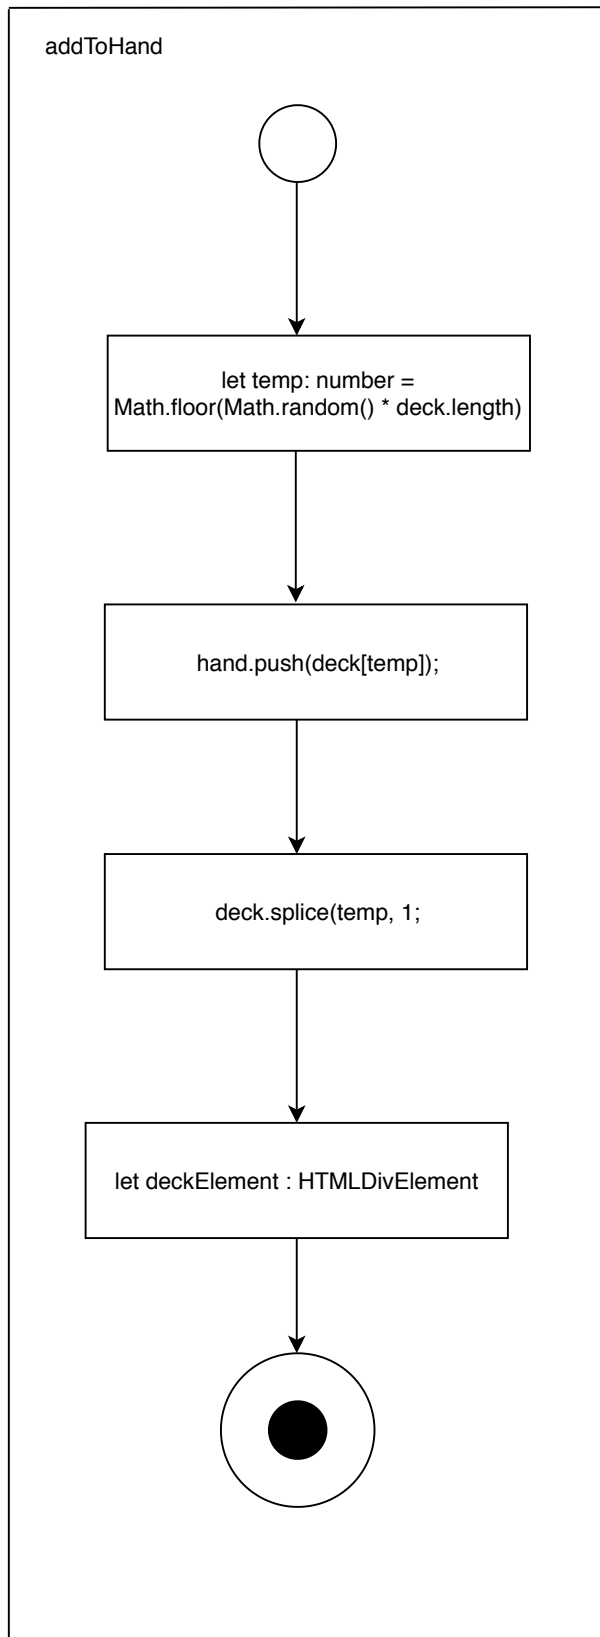 addToHand
let temp: number =
Math.floor(Math.random() * deck.length)
hand.push(deck[temp]);
deck.splice(temp, 1;
let deckElement : HTMLDivElement